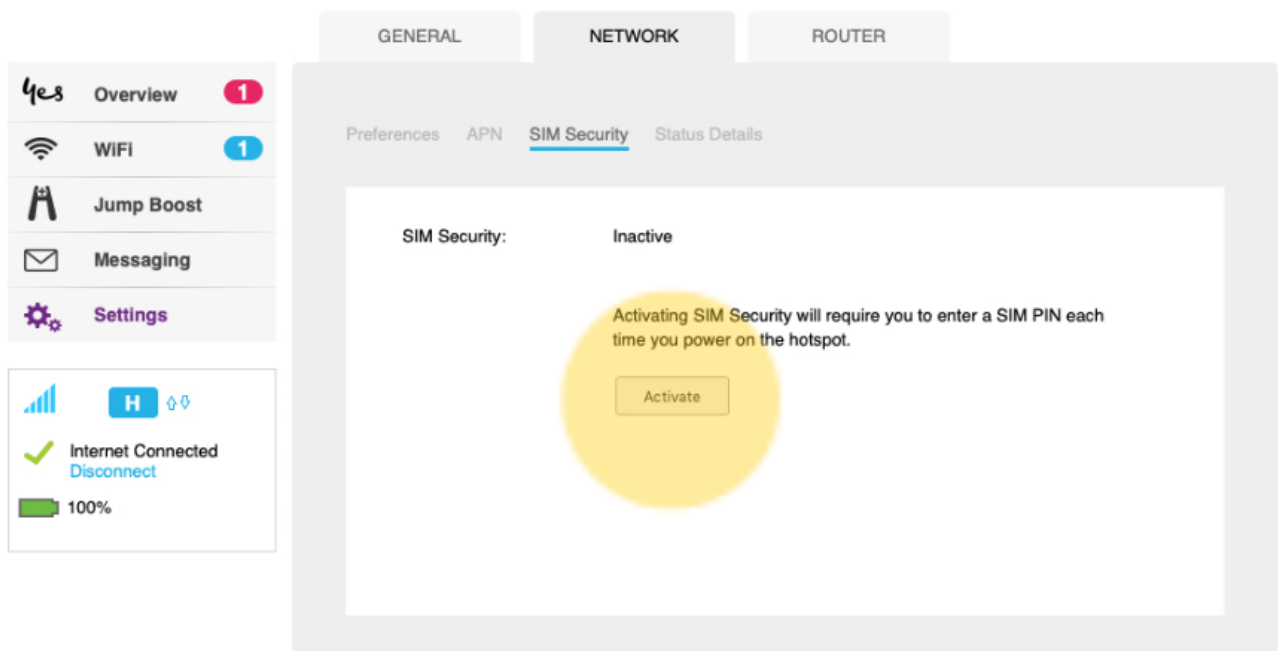 GENERAL NETWORK ROUTER
yes Overview 1
WiFi 1
Jump Boost
Messaging
Settings
Preferences APN SIM Security Status Details
SIM Security: Inactive
Activating SIM Security will require you to enter a SIM PIN each
time you power on the hotspot.
Activate
H
Internet Connected
Disconnect
100%